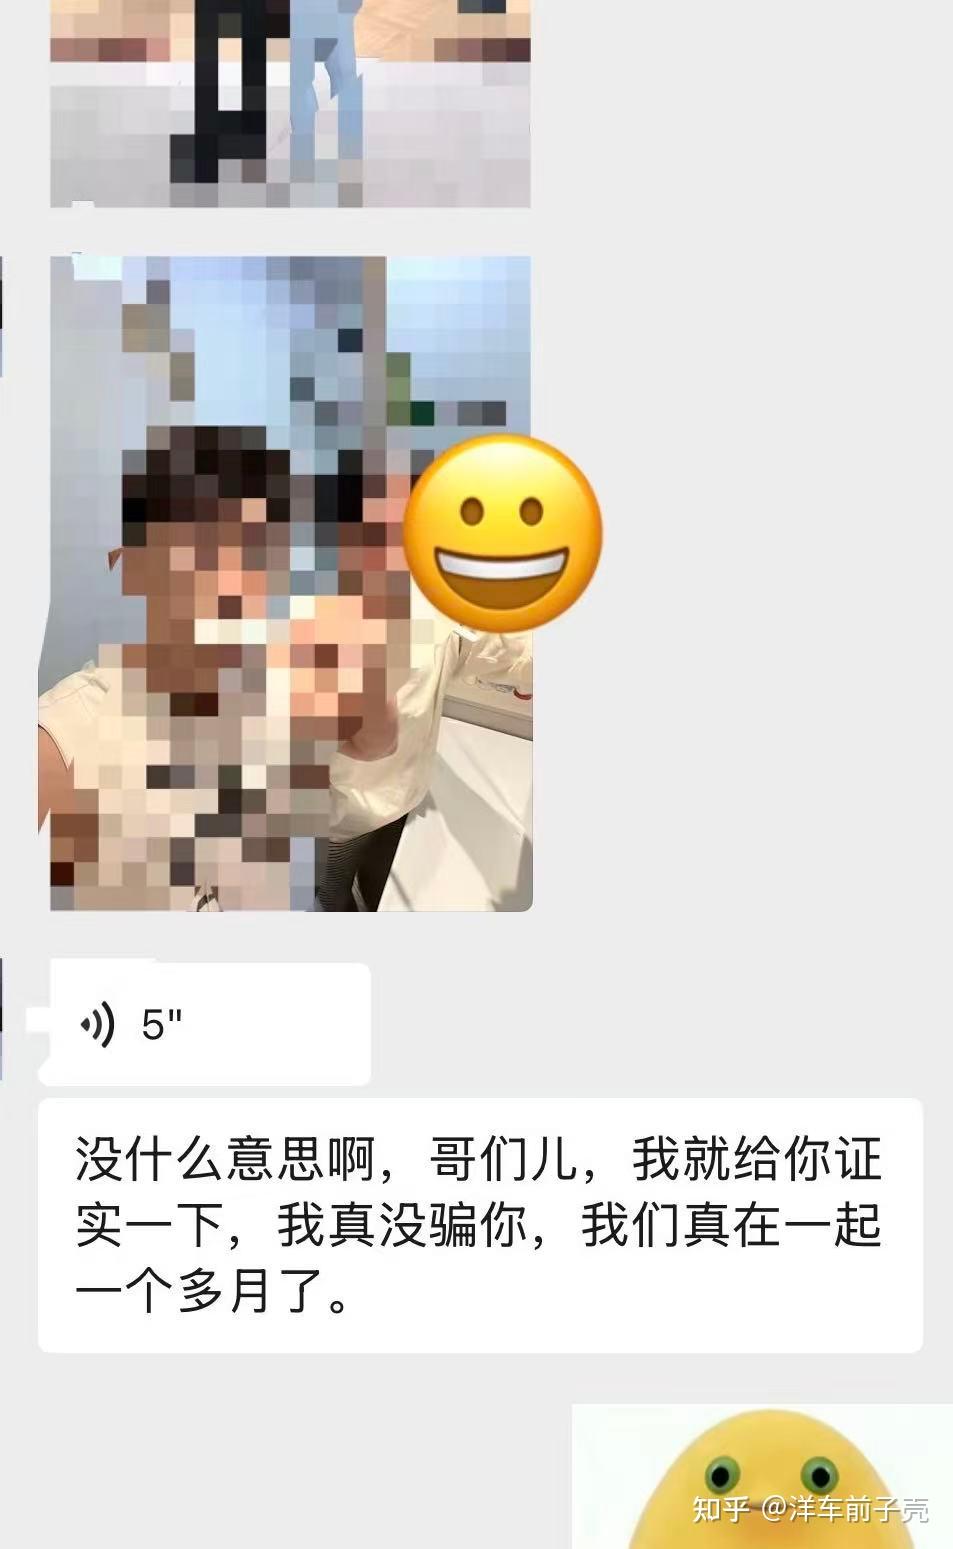 5"
没什么意思啊，哥们儿，我就给你证
实一下，我真没骗你，我们真在一起
一个多月了。
知乎 @洋车前子壳